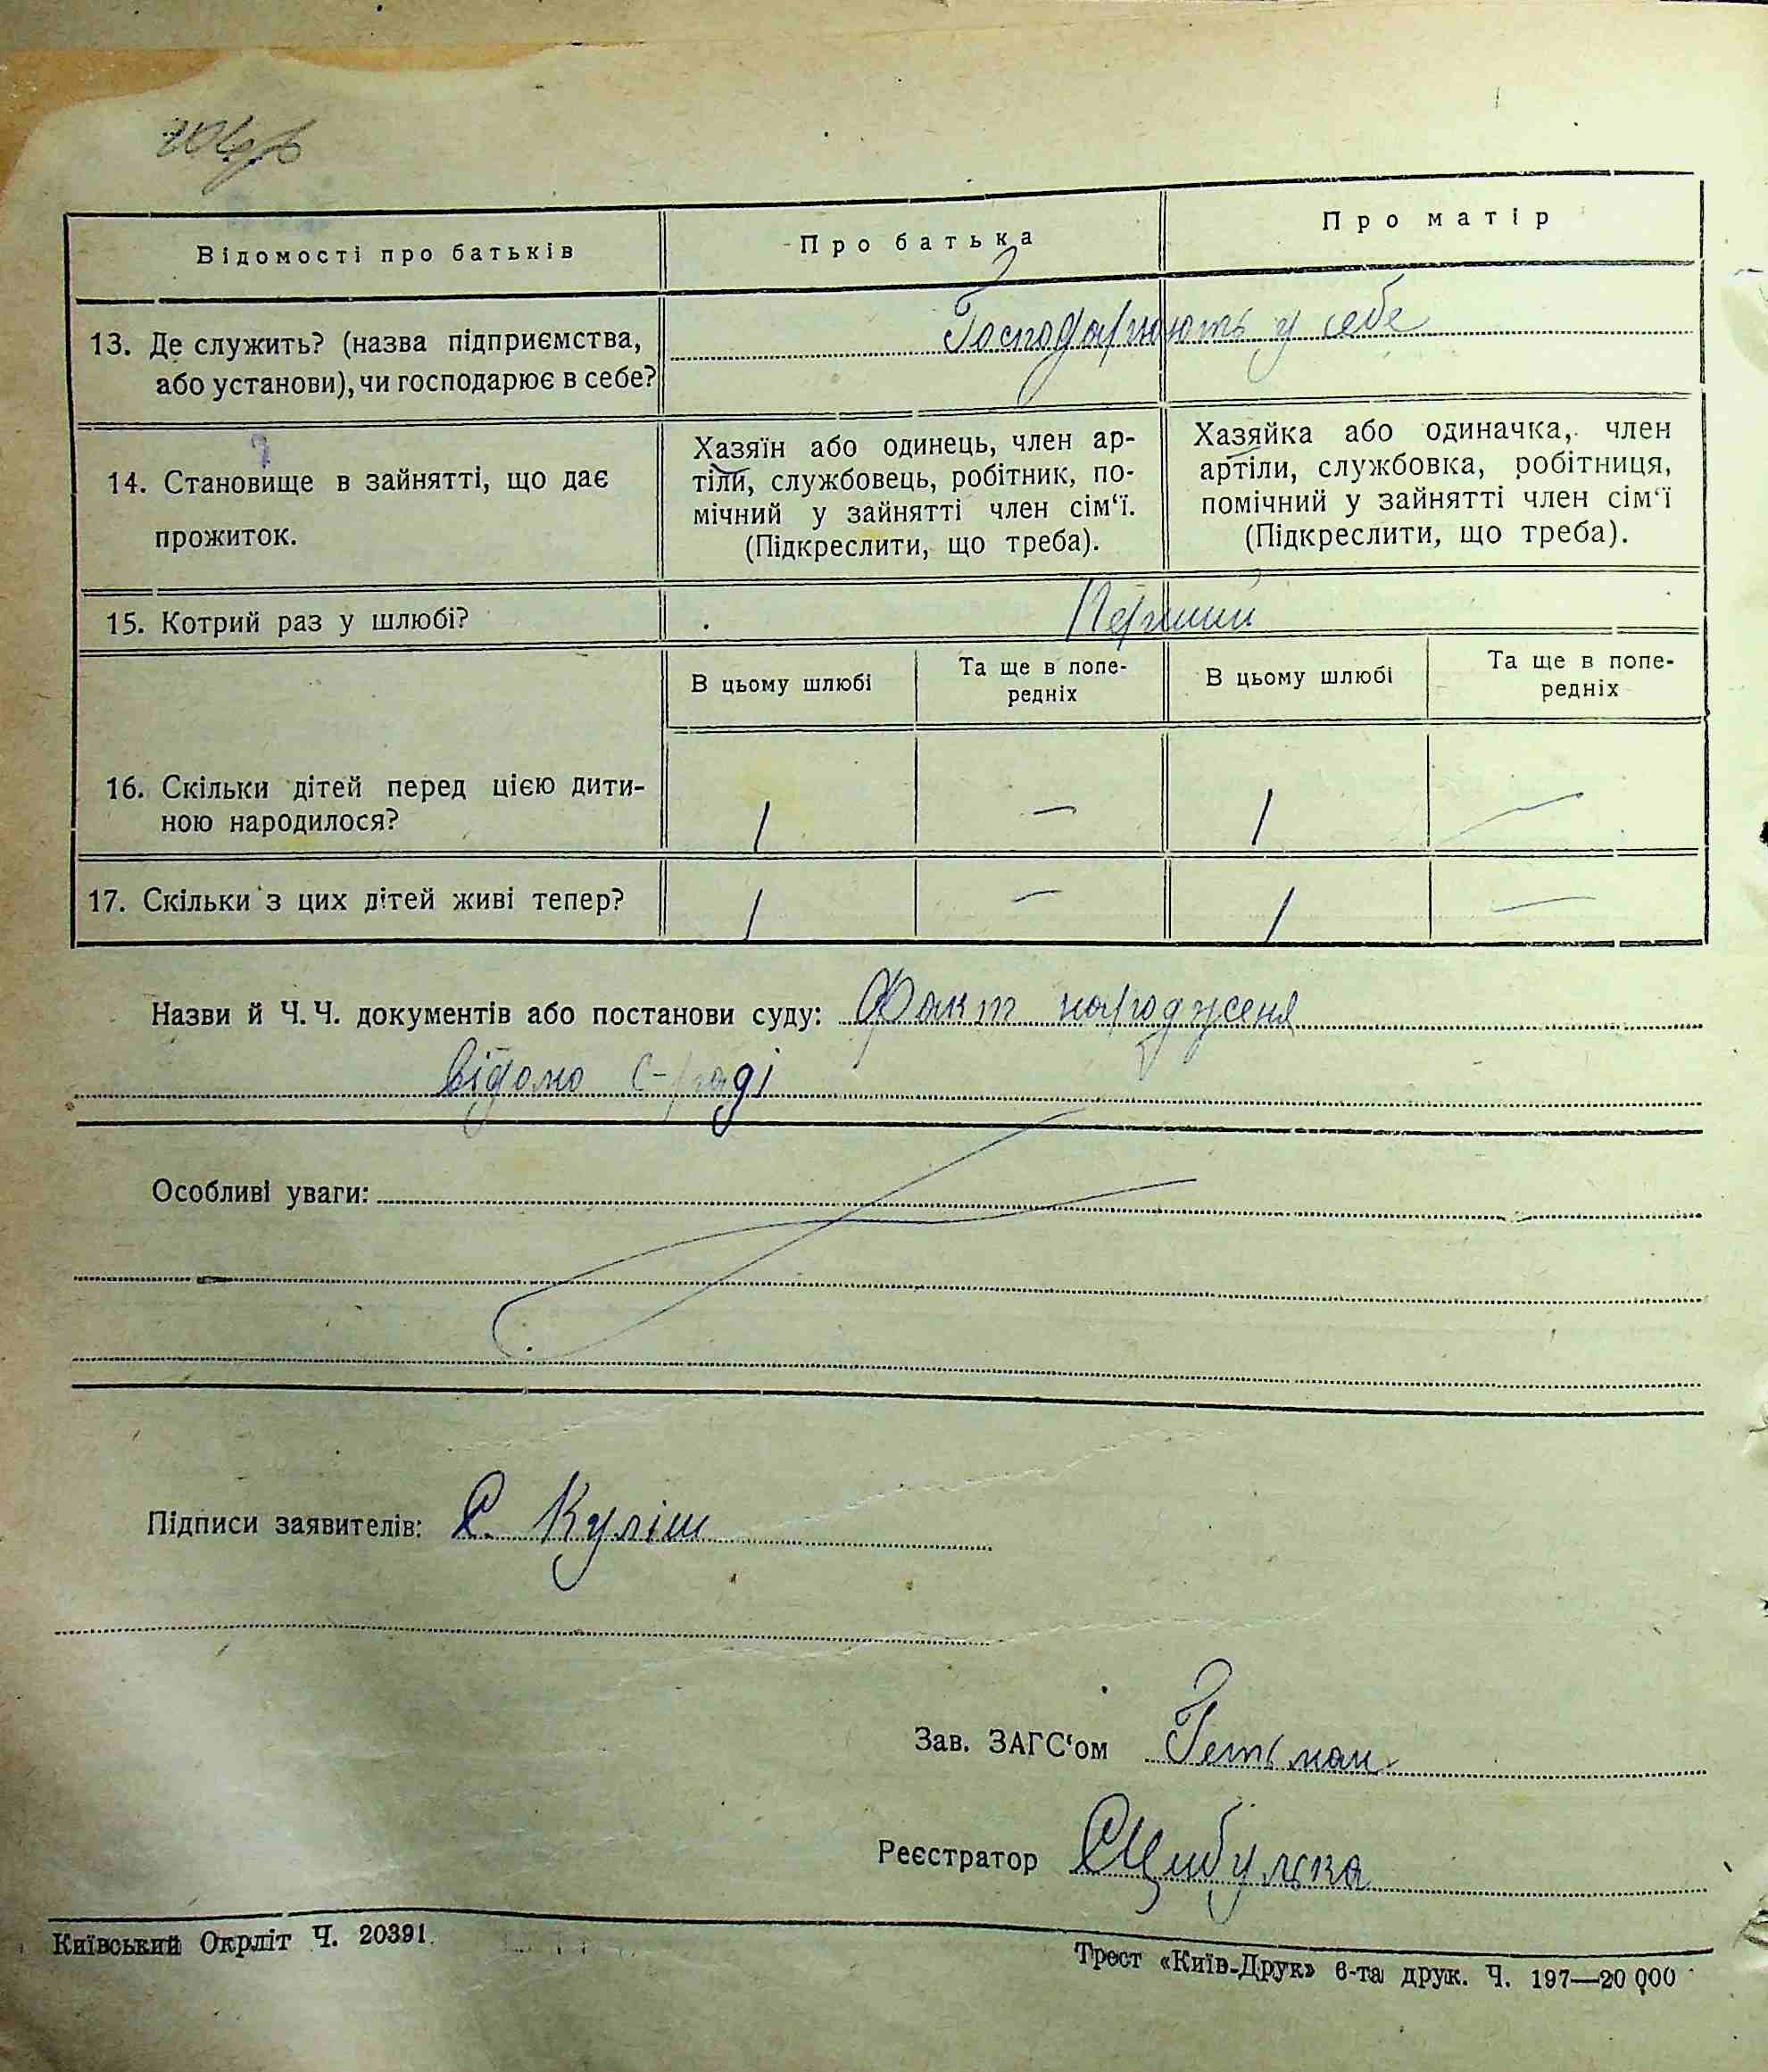 Відомості про батьків
Про батька
Про матір
13. Де служить? (назва підприємства,
або установи), чи господарює в себе?
Господарюють у себе
14. Становище в зайнятті, що дає
прожиток.
Хазяїн або одинець, член ар-
тіли, службовець, робітник, по-
мічний у зайнятті член сім‘ї.
(Підкреслити, що треба).
Хазяйка або одиначка, член
артіли, службовка, робітниця,
помічний у зайнятті член сім‘ї
(Підкреслити, що треба).
15. Котрий раз у шлюбі?
Перший
В цьому шлюбі
Та ще в попе-
редніх
В цьому шлюбі
Та ще в попе-
редніх
16. Скільки дітей перед цією дити-
ною народилося?
1 — 1 —
17. Скільки з цих дітей живі тепер?
1 — 1 —
Назви й Ч.Ч. документів або постанови суду: Факт народженя
відомо с-раді
Особливі уваги:
Підписи заявителів: С. Куліш
Зав. ЗАГС‘ом Гетьман
Реєстратор СЦибулька
Київський Окрліт Ч. 20391.
Трест «Київ-Друк» 6-та друк. Ч. 197—20 000